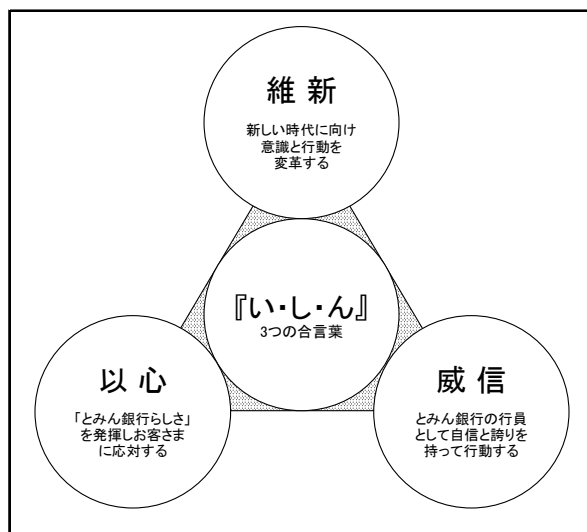 維 新
新しい時代に向け
意識と行動を
変革する
『い・し・ん』
3つの合言葉
以 心
「とみん銀行らしさ」
を発揮しお客さま
に応対する
威 信
とみん銀行の行員
として自信と誇りを
持って行動する